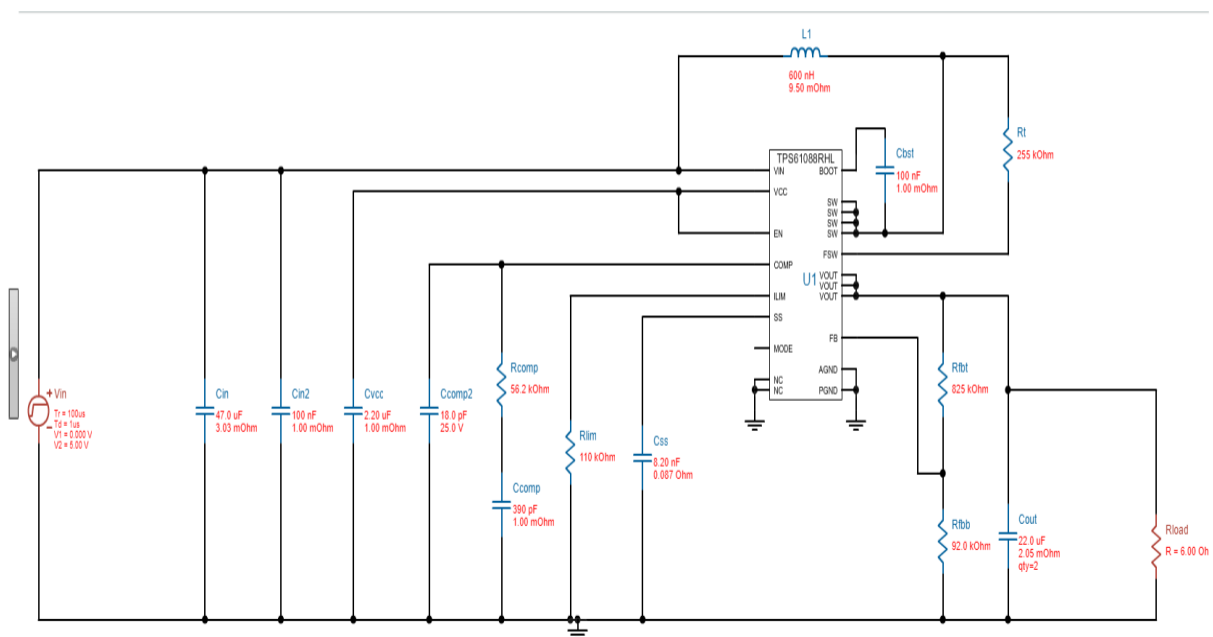 L1
600 nH
9.50 mOhm
Rt
255 kOhm
TPS61088RHL
VIN
BOOT
Cbst
100 nF
1.00 mOhm
VCC
SW
SW
SW
SW
EN
FSW
COMP
U1
VOUT
VOUT
VOUT
ILIM
SS
FB
MODE
AGND
NC
NC
PGND
+ Vin
Tr = 100us
Td = 1us
V1 = 0.000 V
V2 = 5.00 V
Cin
47.0 uF
3.03 mOhm
Cin2
100 nF
1.00 mOhm
Cvcc
2.20 uF
1.00 mOhm
Ccomp2
18.0 pF
25.0 V
Rcomp
56.2 kOhm
Ccomp
390 pF
1.00 mOhm
Rlim
110 kOhm
Css
8.20 nF
0.087 Ohm
Rfbt
825 kOhm
Rfbb
92.0 kOhm
Cout
22.0 uF
2.05 mOhm
qty=2
Rload
R = 6.00 Oh